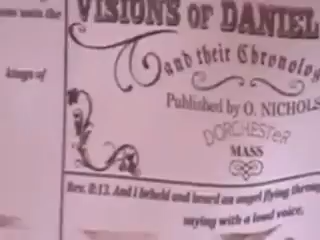 VISIONS OF DANIEL
and their Chronolog
Published by O. NICHOLS
DORCHESTeR
MASS
kings of
Rev. 8:13. And I beheld and heard an angel flying throug
saying with a loud voice,